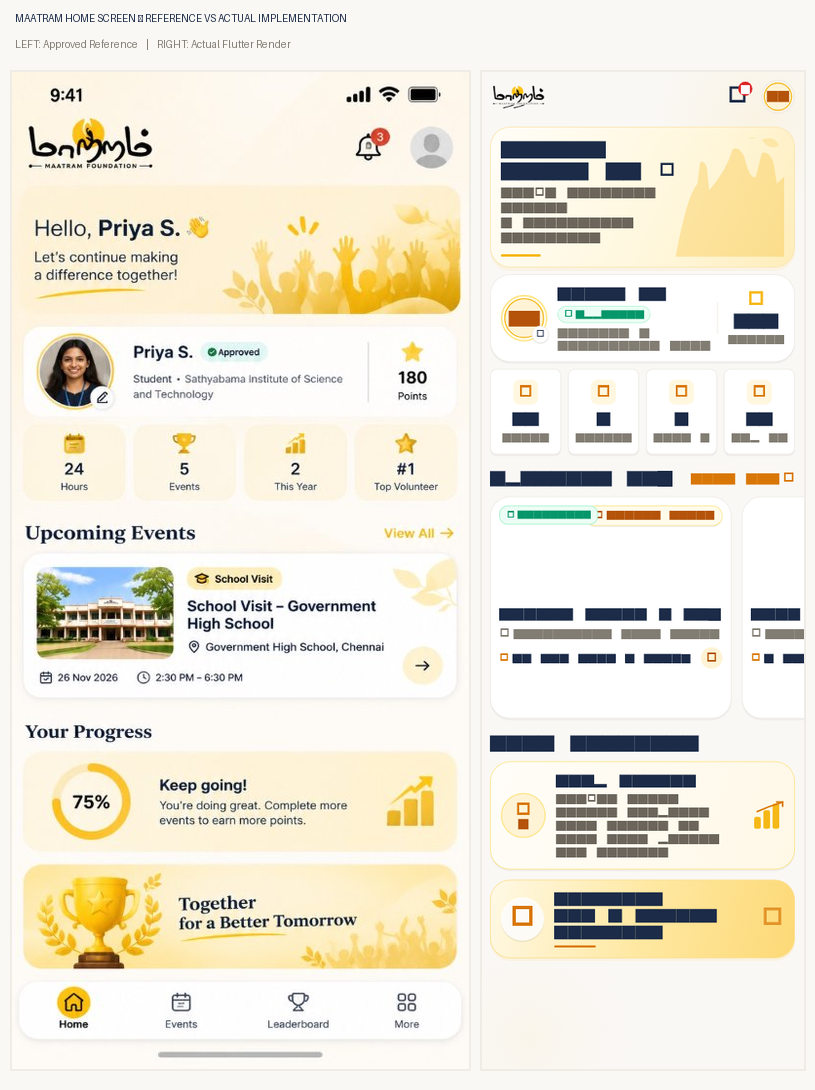 MAATRAM HOME SCREEN REFERENCE VS ACTUAL IMPLEMENTATION
LEFT: Approved Reference | RIGHT: Actual Flutter Render
9:41
மாற்றம்
MAATRAM FOUNDATION
3
Hello, Priya S. 👋
Let's continue making
a difference together!
Priya S.
Approved
Student • Sathyabama Institute of Science
and Technology
180
Points
24
Hours
5
Events
2
This Year
#1
Top Volunteer
Upcoming Events
View All →
School Visit
School Visit – Government
High School
Government High School, Chennai
26 Nov 2026
2:30 PM – 6:30 PM
Your Progress
75%
Keep going!
You're doing great. Complete more
events to earn more points.
Together
for a Better Tomorrow
Home
Events
Leaderboard
More
மாற்றம்